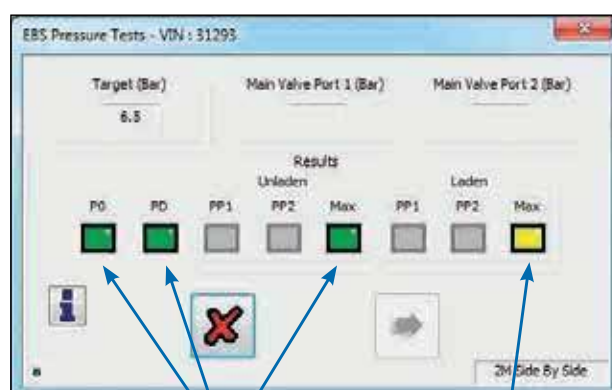 EBS Pressure Tests - VIN : 31293
Target (Bar) Main Valve Port 1 (Bar) Main Valve Port 2 (Bar)
6.5
Results
Unladen Laden
P0 PD PP1 PP2 Max PP1 PP2 Max
2M Side By Side